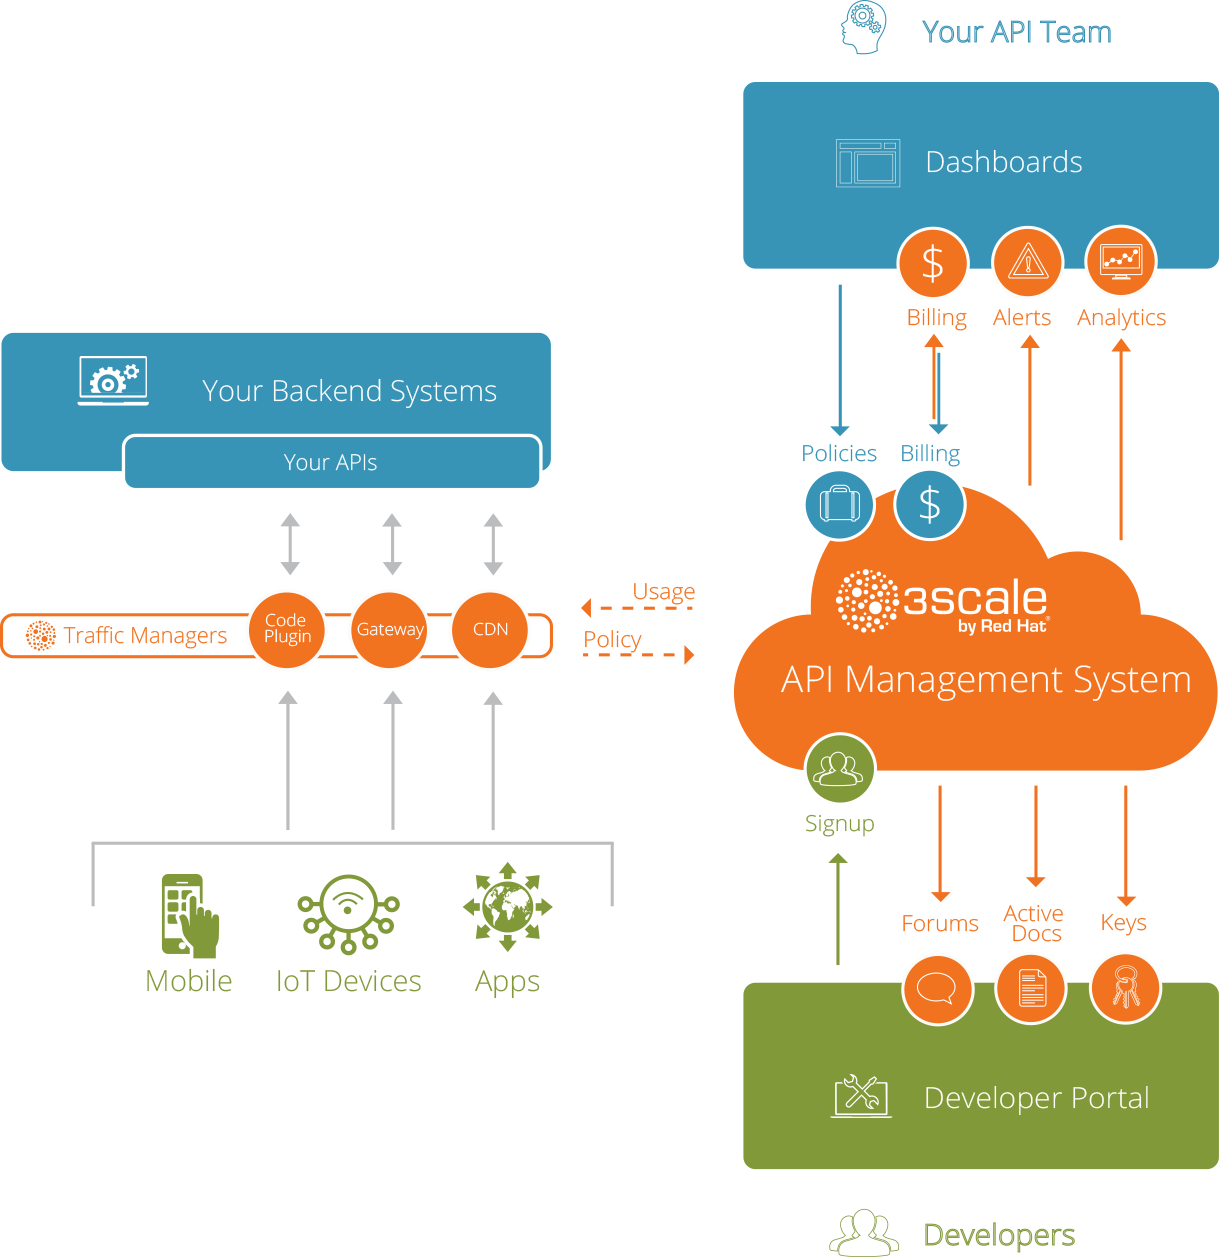 Your API Team
Dashboards
$
Billing
Alerts
Analytics
Your Backend Systems
Your APIs
Policies
Billing
$
Traffic Managers
Code
Plugin
Gateway
CDN
Usage
Policy
3scale
by Red Hat®
API Management System
Signup
Forums
Active
Docs
Keys
Mobile
IoT Devices
Apps
Developer Portal
Developers